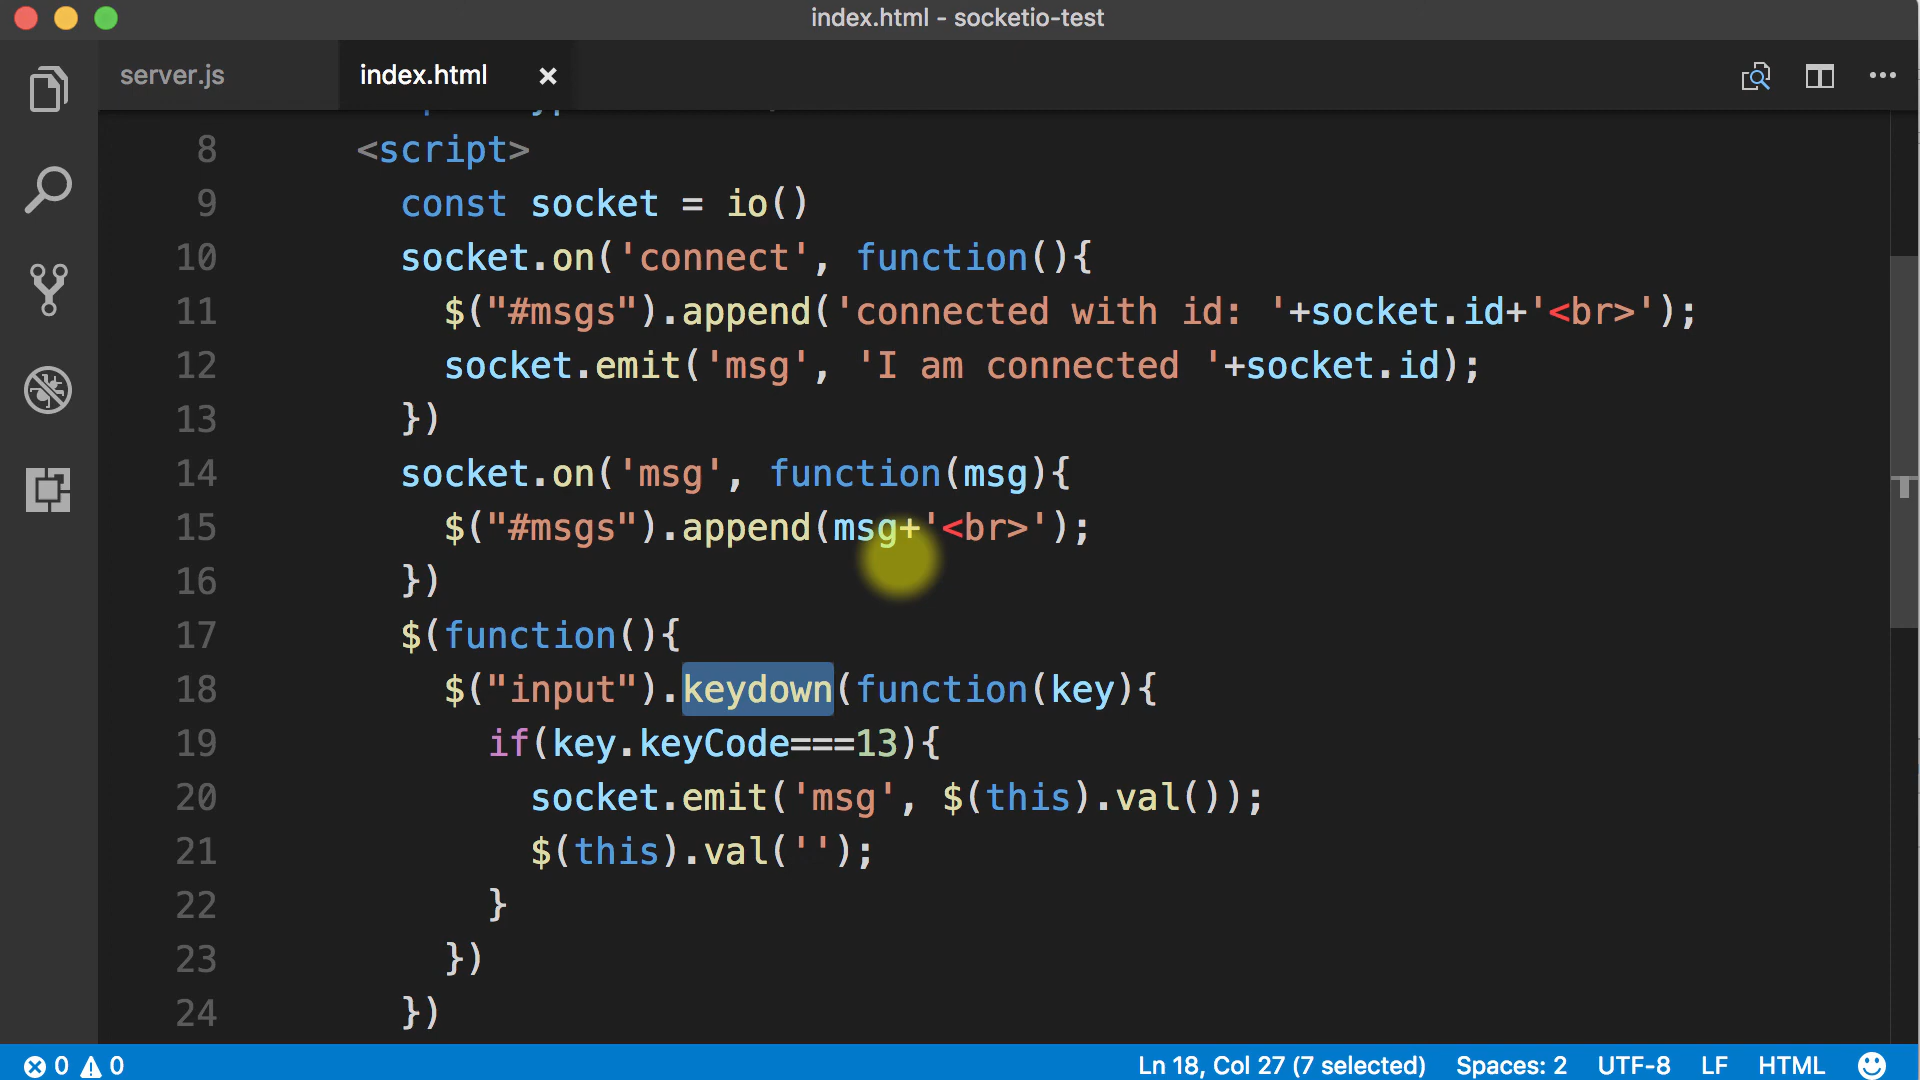 index.html - socketio-test
server.js index.html
8 <script>
9 const socket = io()
10 socket.on('connect', function(){
11 $("#msgs").append('connected with id: '+socket.id+'<br>');
12 socket.emit('msg', 'I am connected '+socket.id);
13 })
14 socket.on('msg', function(msg){
15 $("#msgs").append(msg+'<br>');
16 })
17 $(function(){
18 $("input").keydown(function(key){
19 if(key.keyCode===13){
20 socket.emit('msg', $(this).val());
21 $(this).val('');
22 }
23 })
24 })
0 0 Ln 18, Col 27 (7 selected) Spaces: 2 UTF-8 LF HTML